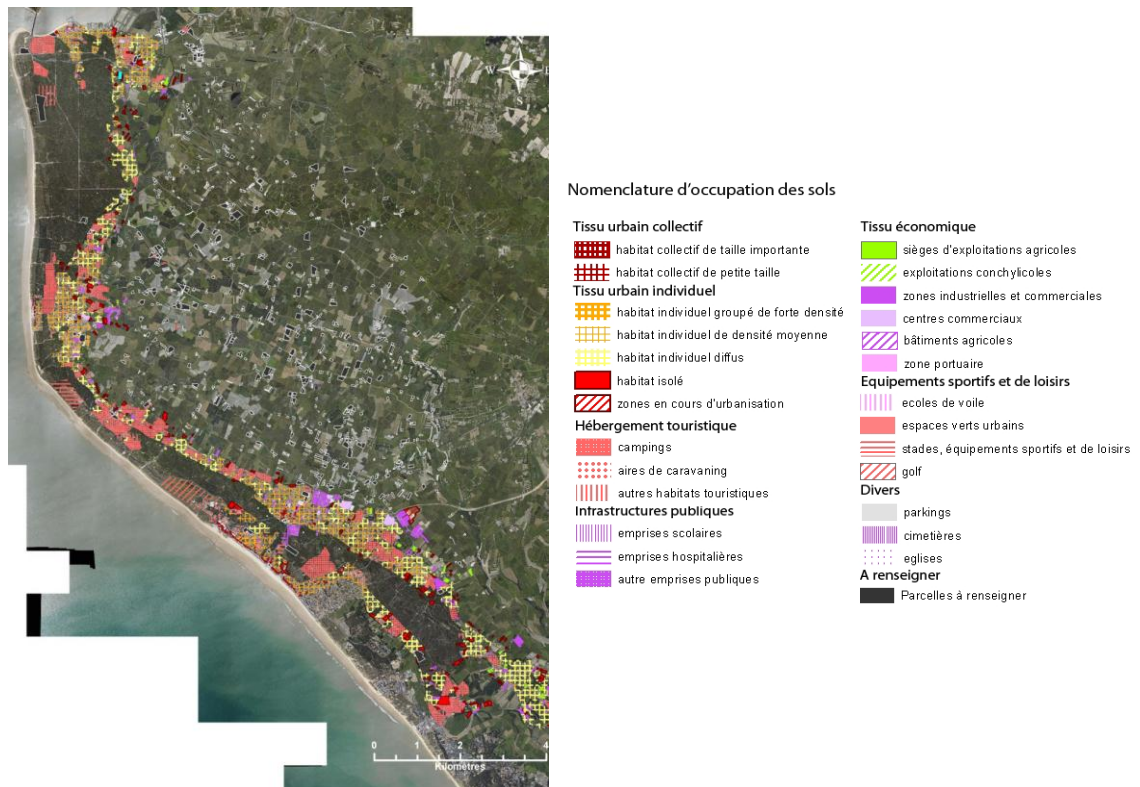 W
E
S
0 1 2 4
Kilomètres
Nomenclature d'occupation des sols
Tissu urbain collectif
habitat collectif de taille importante
habitat collectif de petite taille
Tissu urbain individuel
habitat individuel groupé de forte densité
habitat individuel de densité moyenne
habitat individuel diffus
habitat isolé
zones en cours d'urbanisation
Hébergement touristique
campings
aires de caravaning
autres habitats touristiques
Intrastructures publiques
emprises scolaires
emprises hospitalières
autre emprises publiques
Tissu économique
sièges d'exploitations agricoles
exploitations conchylicoles
zones industrielles et commerciales
centres commerciaux
bâtiments agricoles
zone portuaire
Equipements sportifs et de loisirs
ecoles de voile
espaces verts urbains
stades, équipements sportifs et de loisirs
golf
Divers
parkings
cimetières
eglises
A renseigner
Parcelles à renseigner